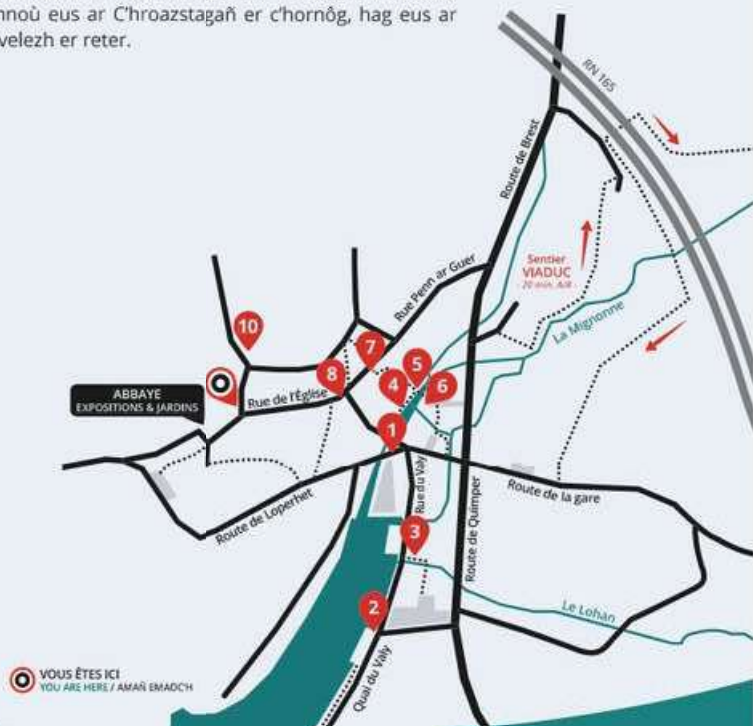 nnoù eus ar C'hroazstagañ er c'hornôg, hag eus ar
velezh er reter.
RN 165
Route de Brest
Sentier
VIADUC
- 20 min. A/R -
La Mignonne
Rue Penn ar Guer
10
7
5
8
4
6
ABBAYE
EXPOSITIONS & JARDINS
Rue de l'Église
1
Rue du Valy
Route de la gare
Route de Loperhet
Route de Quimper
3
2
Le Lohan
Quai du Valy
VOUS ÊTES ICI
YOU ARE HERE / AMAÑ EMAOC'H